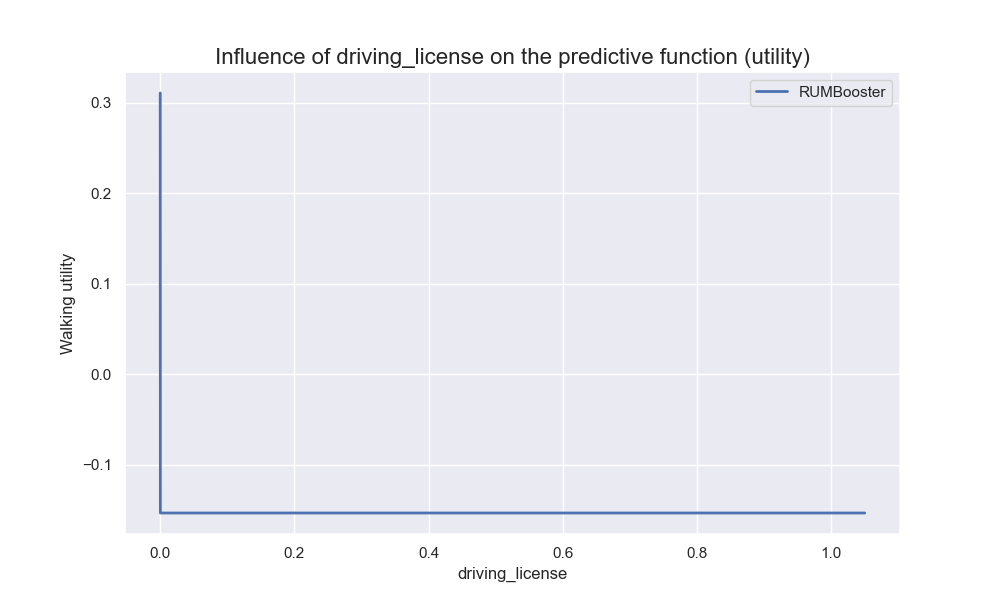 Influence of driving_license on the predictive function (utility)
RUMBooster
Walking utility
0.3
0.2
0.1
0.0
−0.1
0.0 0.2 0.4 0.6 0.8 1.0
driving_license